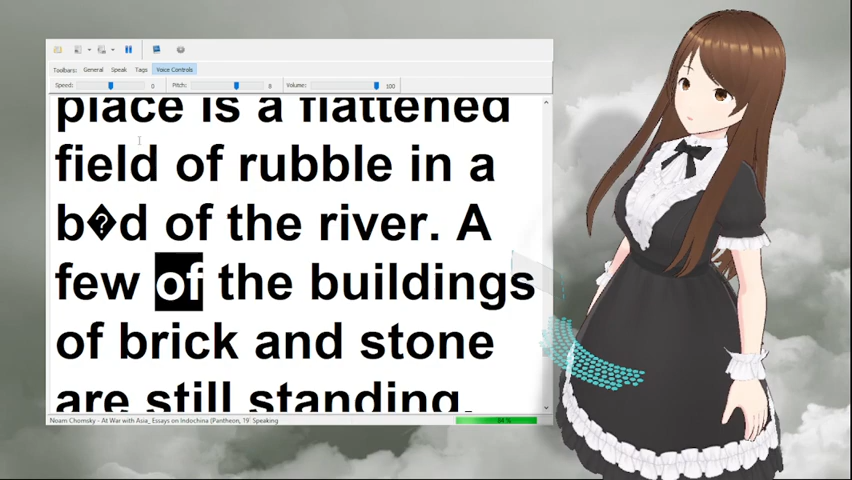 Toolbars: General Speak Tags Voice Controls
Speed: 0 Pitch: 8 Volume: 100
place is a flattened
field of rubble in a
b�d of the river. A
few of the buildings
of brick and stone
are still standing.
Noam Chomsky - At War with Asia_ Essays on Indochina (Pantheon, 19 Speaking